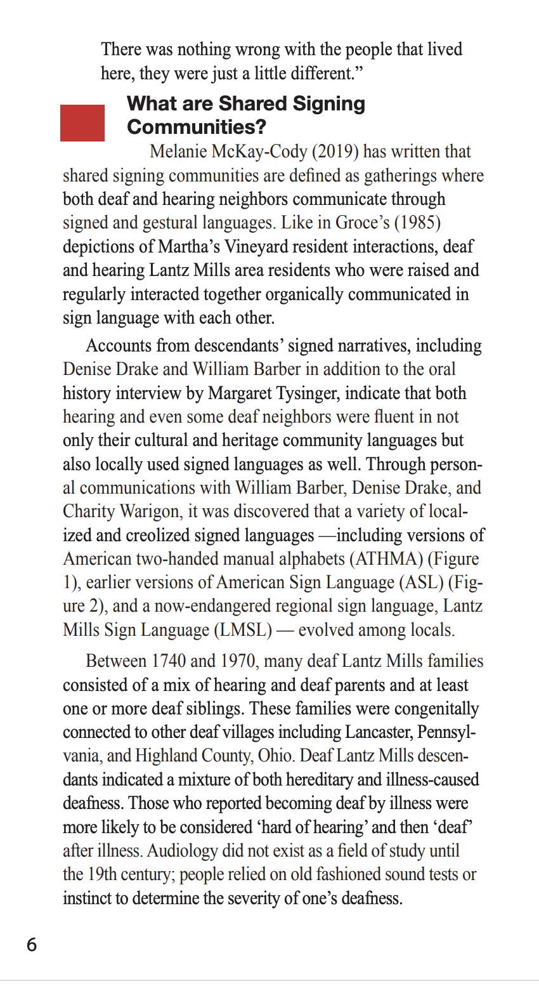 There was nothing wrong with the people that lived
here, they were just a little different.”
What are Shared Signing
Communities?
Melanie McKay-Cody (2019) has written that
shared signing communities are defined as gatherings where
both deaf and hearing neighbors communicate through
signed and gestural languages. Like in Groce’s (1985)
depictions of Martha’s Vineyard resident interactions, deaf
and hearing Lantz Mills area residents who were raised and
regularly interacted together organically communicated in
sign language with each other.
Accounts from descendants’ signed narratives, including
Denise Drake and William Barber in addition to the oral
history interview by Margaret Tysinger, indicate that both
hearing and even some deaf neighbors were fluent in not
only their cultural and heritage community languages but
also locally used signed languages as well. Through person-
al communications with William Barber, Denise Drake, and
Charity Warigon, it was discovered that a variety of local-
ized and creolized signed languages —including versions of
American two-handed manual alphabets (ATHMA) (Figure
1), earlier versions of American Sign Language (ASL) (Fig-
ure 2), and a now-endangered regional sign language, Lantz
Mills Sign Language (LMSL) — evolved among locals.
Between 1740 and 1970, many deaf Lantz Mills families
consisted of a mix of hearing and deaf parents and at least
one or more deaf siblings. These families were congenitally
connected to other deaf villages including Lancaster, Pennsyl-
vania, and Highland County, Ohio. Deaf Lantz Mills descen-
dants indicated a mixture of both hereditary and illness-caused
deafness. Those who reported becoming deaf by illness were
more likely to be considered ‘hard of hearing’ and then ‘deaf’
after illness. Audiology did not exist as a field of study until
the 19th century; people relied on old fashioned sound tests or
instinct to determine the severity of one’s deafness.
6